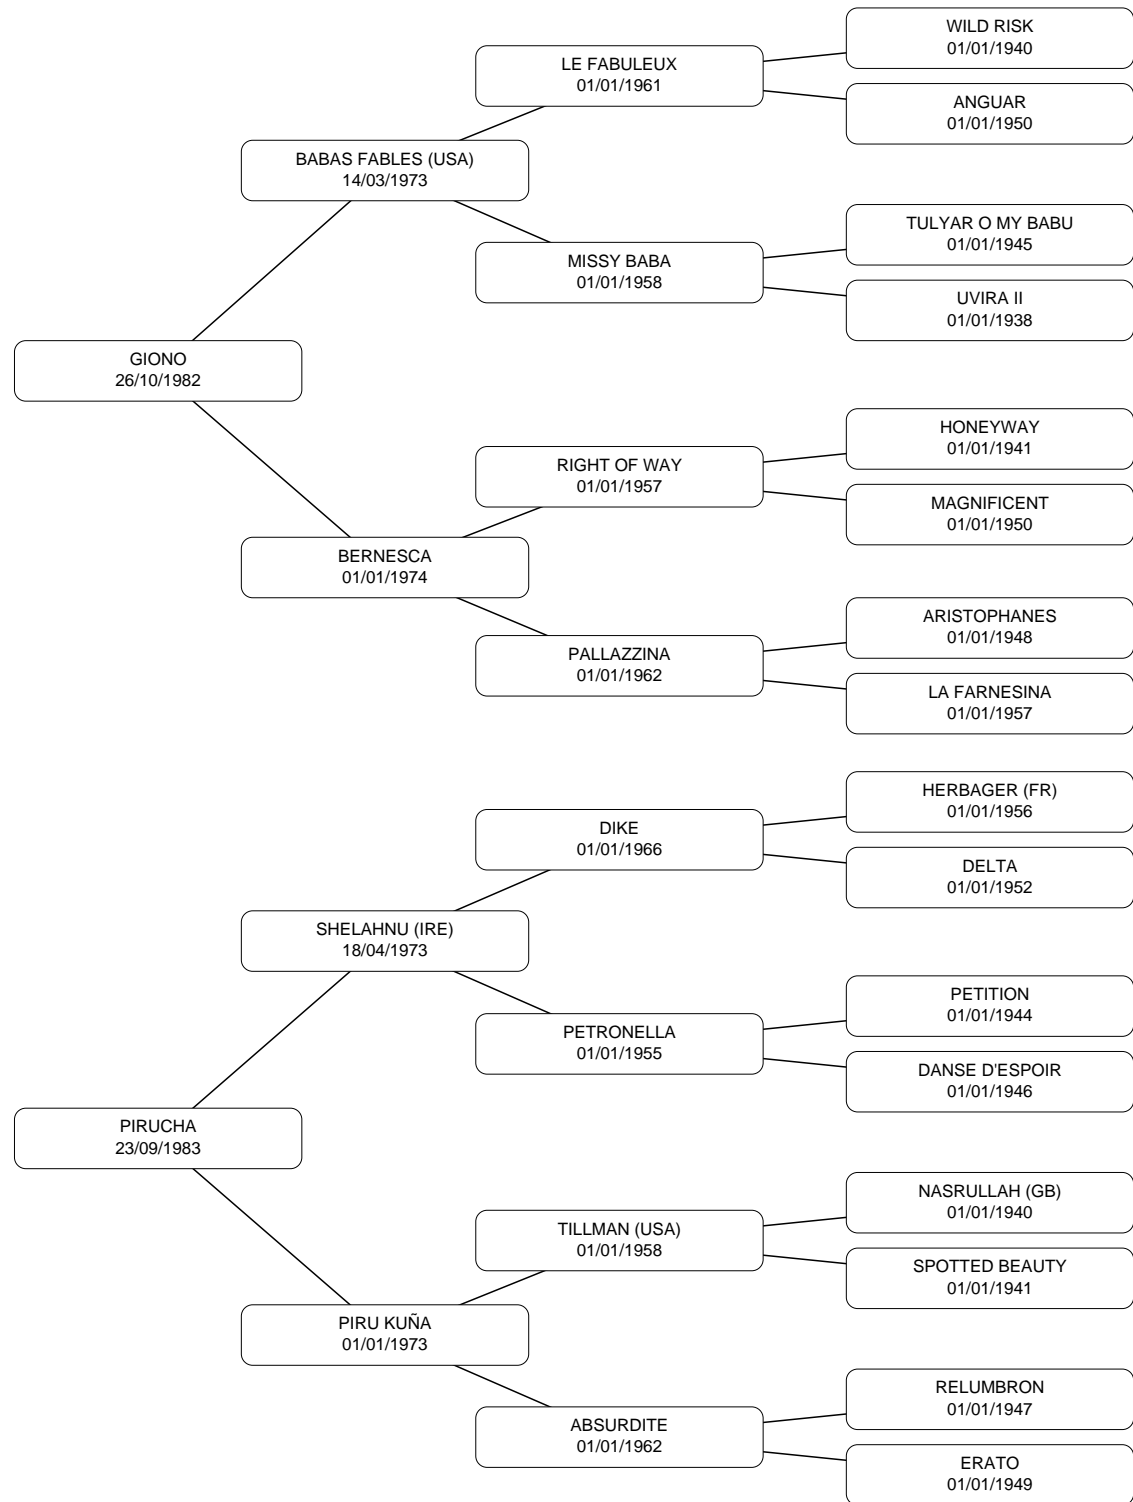 WILD RISK
01/01/1940
LE FABULEUX
01/01/1961
ANGUAR
01/01/1950
BABAS FABLES (USA)
14/03/1973
TULYAR O MY BABU
01/01/1945
MISSY BABA
01/01/1958
UVIRA II
01/01/1938
GIONO
26/10/1982
HONEYWAY
01/01/1941
RIGHT OF WAY
01/01/1957
MAGNIFICENT
01/01/1950
BERNESCA
01/01/1974
ARISTOPHANES
01/01/1948
PALLAZZINA
01/01/1962
LA FARNESINA
01/01/1957
HERBAGER (FR)
01/01/1956
DIKE
01/01/1966
DELTA
01/01/1952
SHELAHNU (IRE)
18/04/1973
PETITION
01/01/1944
PETRONELLA
01/01/1955
DANSE D'ESPOIR
01/01/1946
PIRUCHA
23/09/1983
NASRULLAH (GB)
01/01/1940
TILLMAN (USA)
01/01/1958
SPOTTED BEAUTY
01/01/1941
PIRU KUÑA
01/01/1973
RELUMBRON
01/01/1947
ABSURDITE
01/01/1962
ERATO
01/01/1949